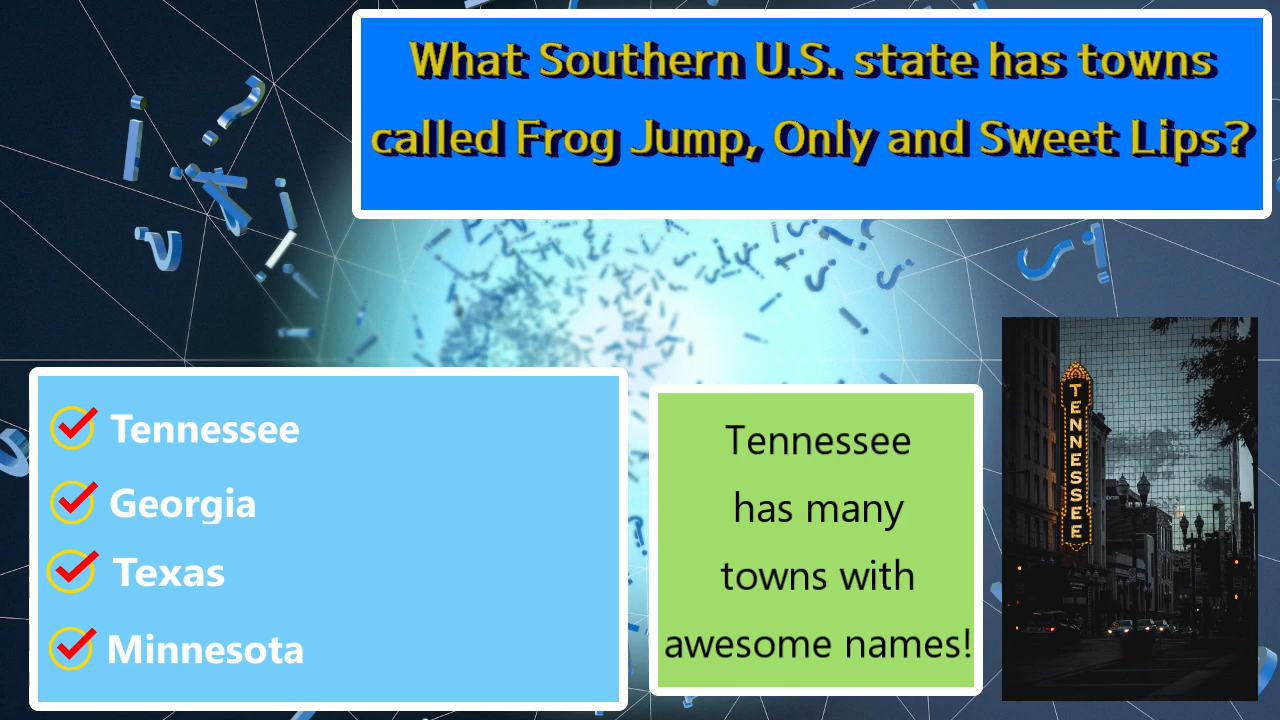 What Southern U.S. state has towns
called Frog Jump, Only and Sweet Lips?
Tennessee
Georgia
Texas
Minnesota
Tennessee
has many
towns with
awesome names!
TENNESSEE